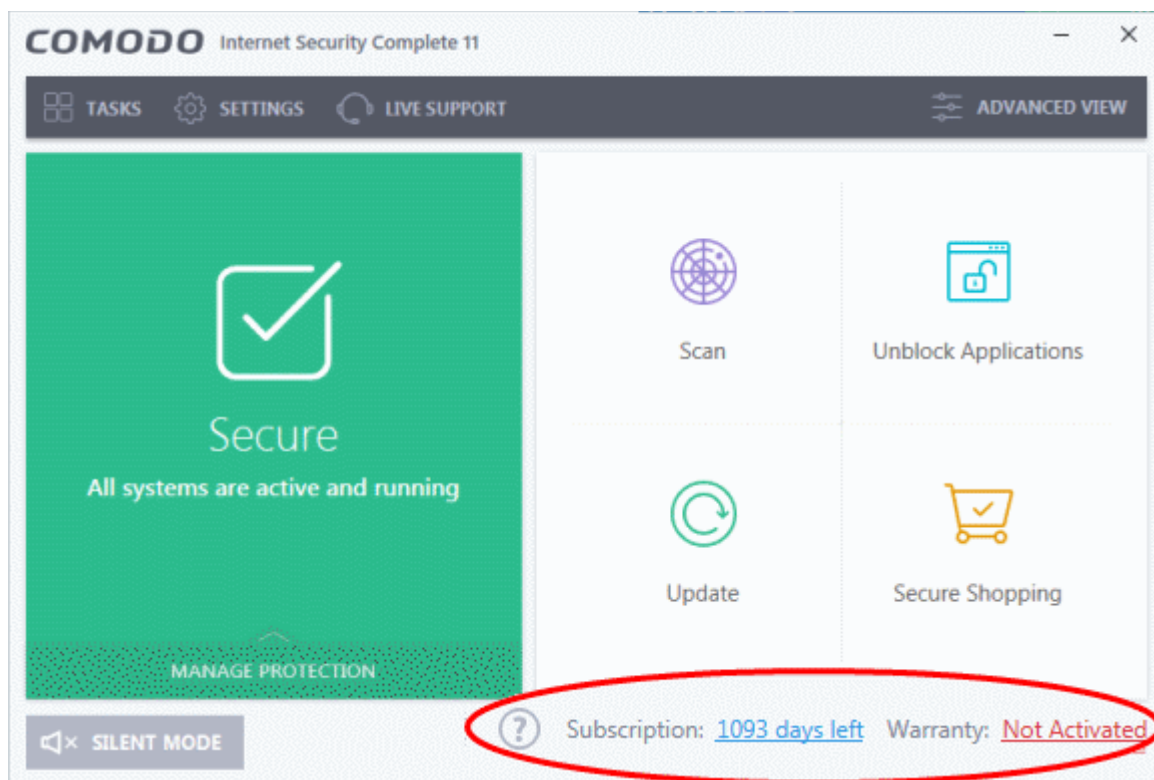 COMODO Internet Security Complete 11
TASKS SETTINGS LIVE SUPPORT ADVANCED VIEW
Secure
All systems are active and running
MANAGE PROTECTION
Scan
Unblock Applications
Update
Secure Shopping
SILENT MODE
? Subscription: 1093 days left Warranty: Not Activated